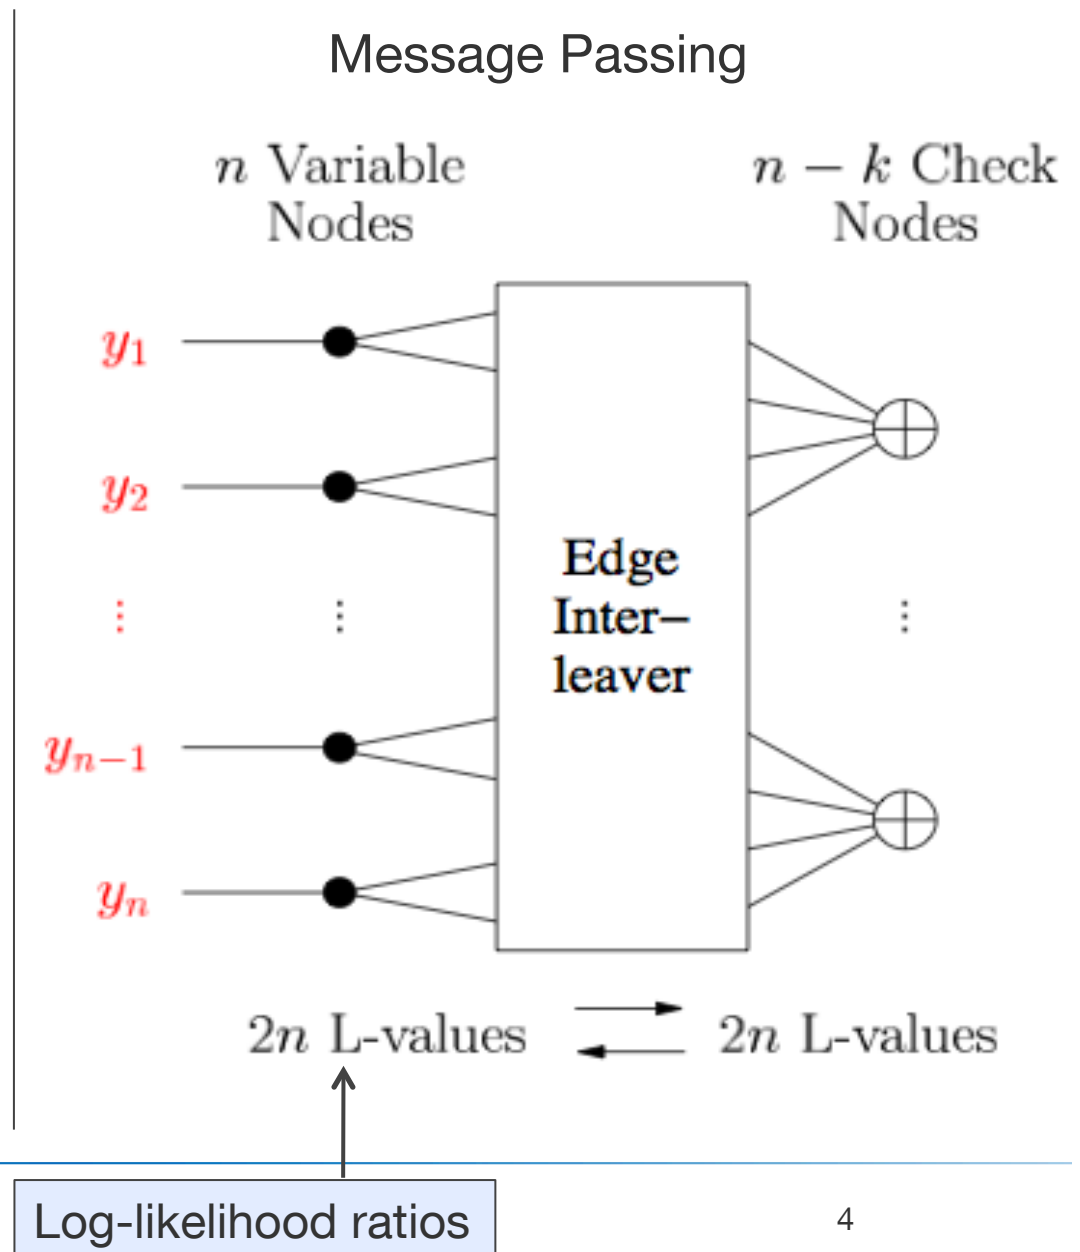 Message Passing
n Variable
Nodes
n − k Check
Nodes
y₁
y₂
⋮ ⋮ ⋮
Edge
Inter–
leaver
yₙ₋₁
yₙ
2n L-values
2n L-values
Log-likelihood ratios
4